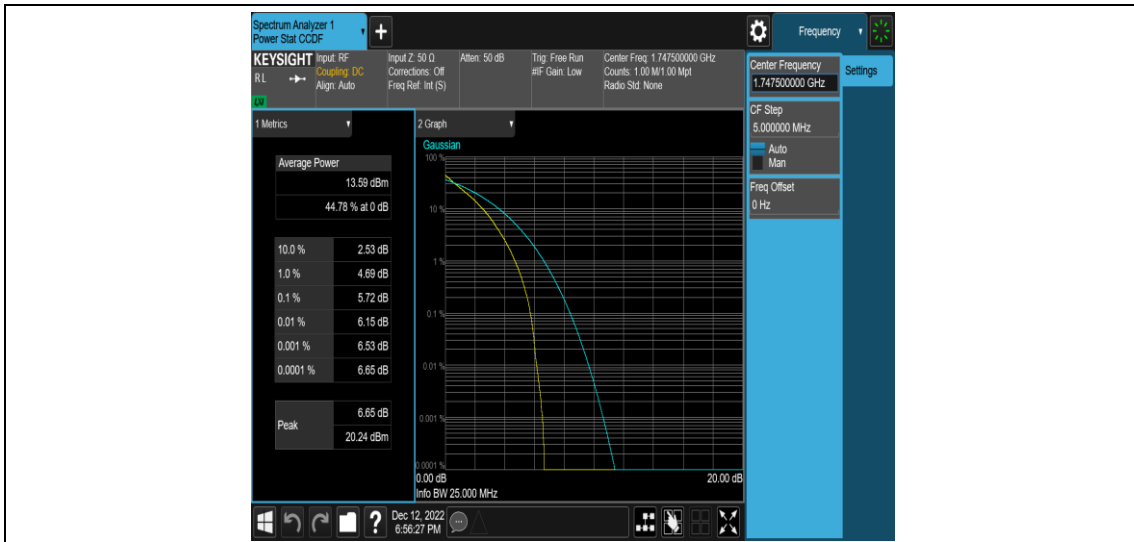 Spectrum Analyzer 1
Power Stat CCDF
+
Frequency
KEYSIGHT
RL
LXI
Input: RF
Coupling: DC
Align: Auto
Input Z: 50 Ω
Corrections: Off
Freq Ref: Int (S)
Atten: 50 dB
Trig: Free Run
#IF Gain: Low
Center Freq: 1.747500000 GHz
Counts: 1.00 M/1.00 Mpt
Radio Std: None
Center Frequency
1.747500000 GHz
Settings
CF Step
5.000000 MHz
Auto
Man
Freq Offset
0 Hz
1 Metrics
Average Power
13.59 dBm
44.78 % at 0 dB
10.0 % 2.53 dB
1.0 % 4.69 dB
0.1 % 5.72 dB
0.01 % 6.15 dB
0.001 % 6.53 dB
0.0001 % 6.65 dB
Peak
6.65 dB
20.24 dBm
2 Graph
Gaussian
100 %
10 %
1 %
0.1 %
0.01 %
0.001 %
0.0001 %
0.00 dB 20.00 dB
Info BW 25.000 MHz
?
Dec 12, 2022
6:56:27 PM